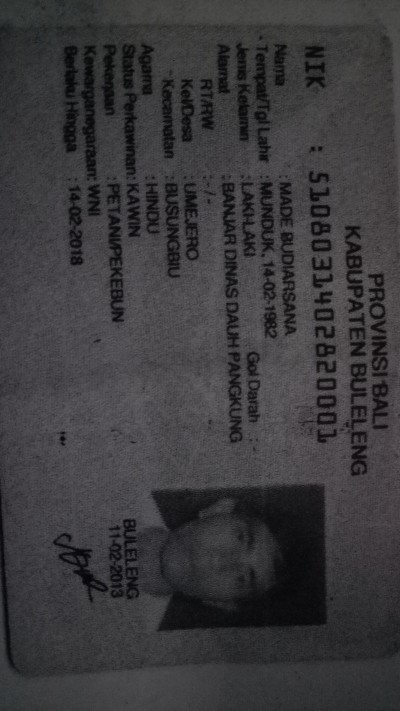 PROVINSI BALI
KABUPATEN BULELENG
NIK : 5108031402820001
Nama : MADE BUDIARSANA
Tempat/Tgl Lahir : MUNDUK, 14-02-1982
Jenis Kelamin : LAKI-LAKI Gol.Darah : -
Alamat : BANJAR DINAS DAUH PANGKUNG
RT/RW : -/-
Kel/Desa : UMEJERO
Kecamatan : BUSUNGBIU
Agama : HINDU
Status Perkawinan: KAWIN
Pekerjaan : PETANI/PEKEBUN
Kewarganegaraan: WNI
Berlaku Hingga : 14-02-2018
BULELENG
11-02-2013